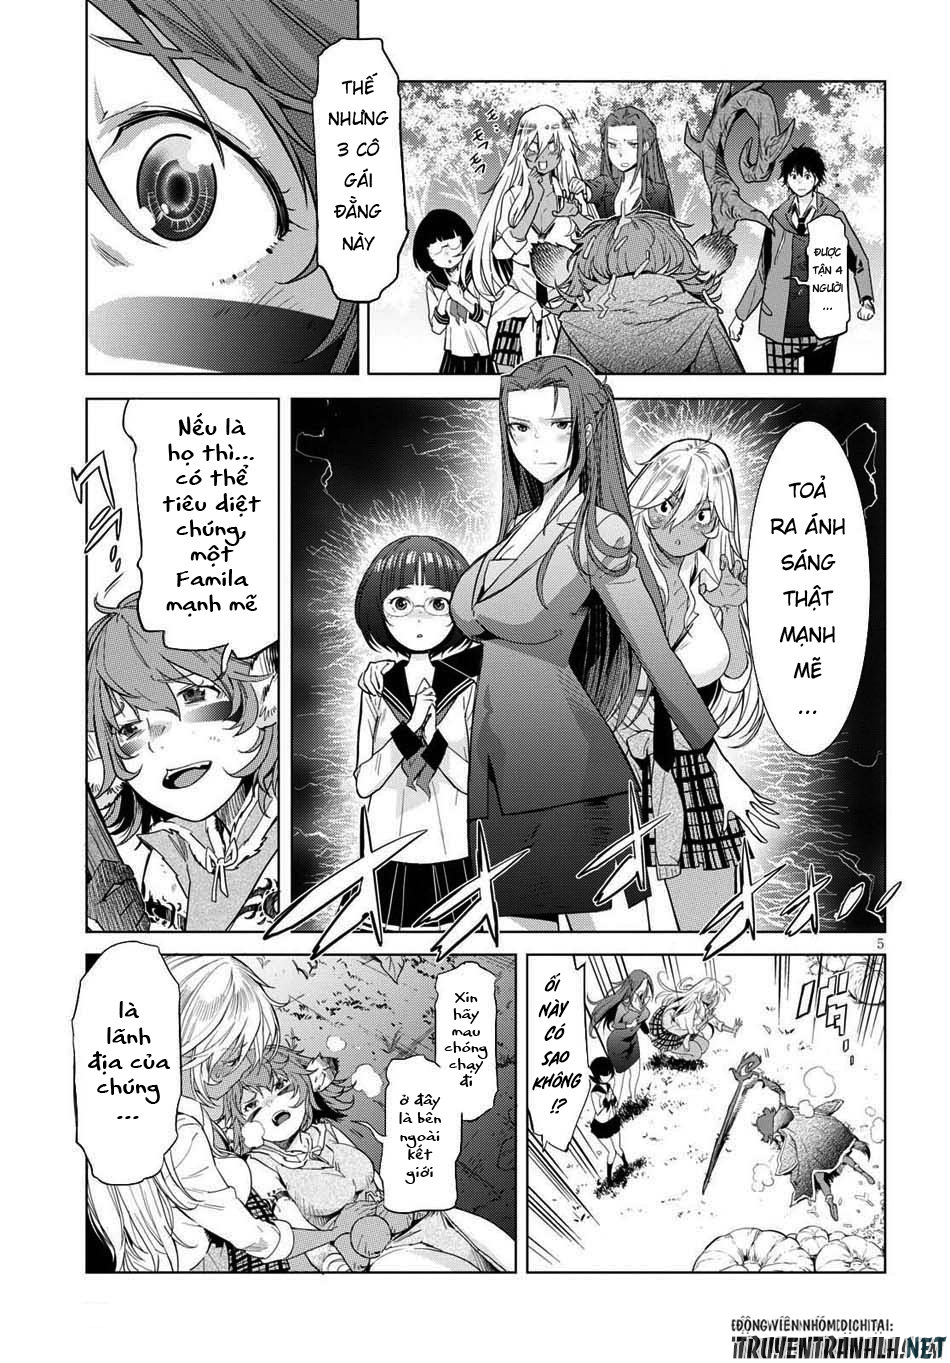 ĐƯỢC
TẬN 4
NGƯỜI
...
THẾ
NHƯNG
3 CÔ
GÁI
ĐẰNG
NÀY
TOẢ
RA ÁNH
SÁNG
THẬT
MẠNH
MẼ
...
Nếu là
họ thì...
có thể
tiêu diệt
chúng,
một
Famila
mạnh mẽ
5
ỐI
NÀY
CÓ
SAO
KHÔNG
!?
Xin
hãy
mau
chóng
chạy
đi
ở đây
là bên
ngoài
kết
giới
là
lãnh
địa của
chúng
...
ĐỘNG VIÊN NHÓM DỊCH TẠI:
TRUYENTRANHLH.NET